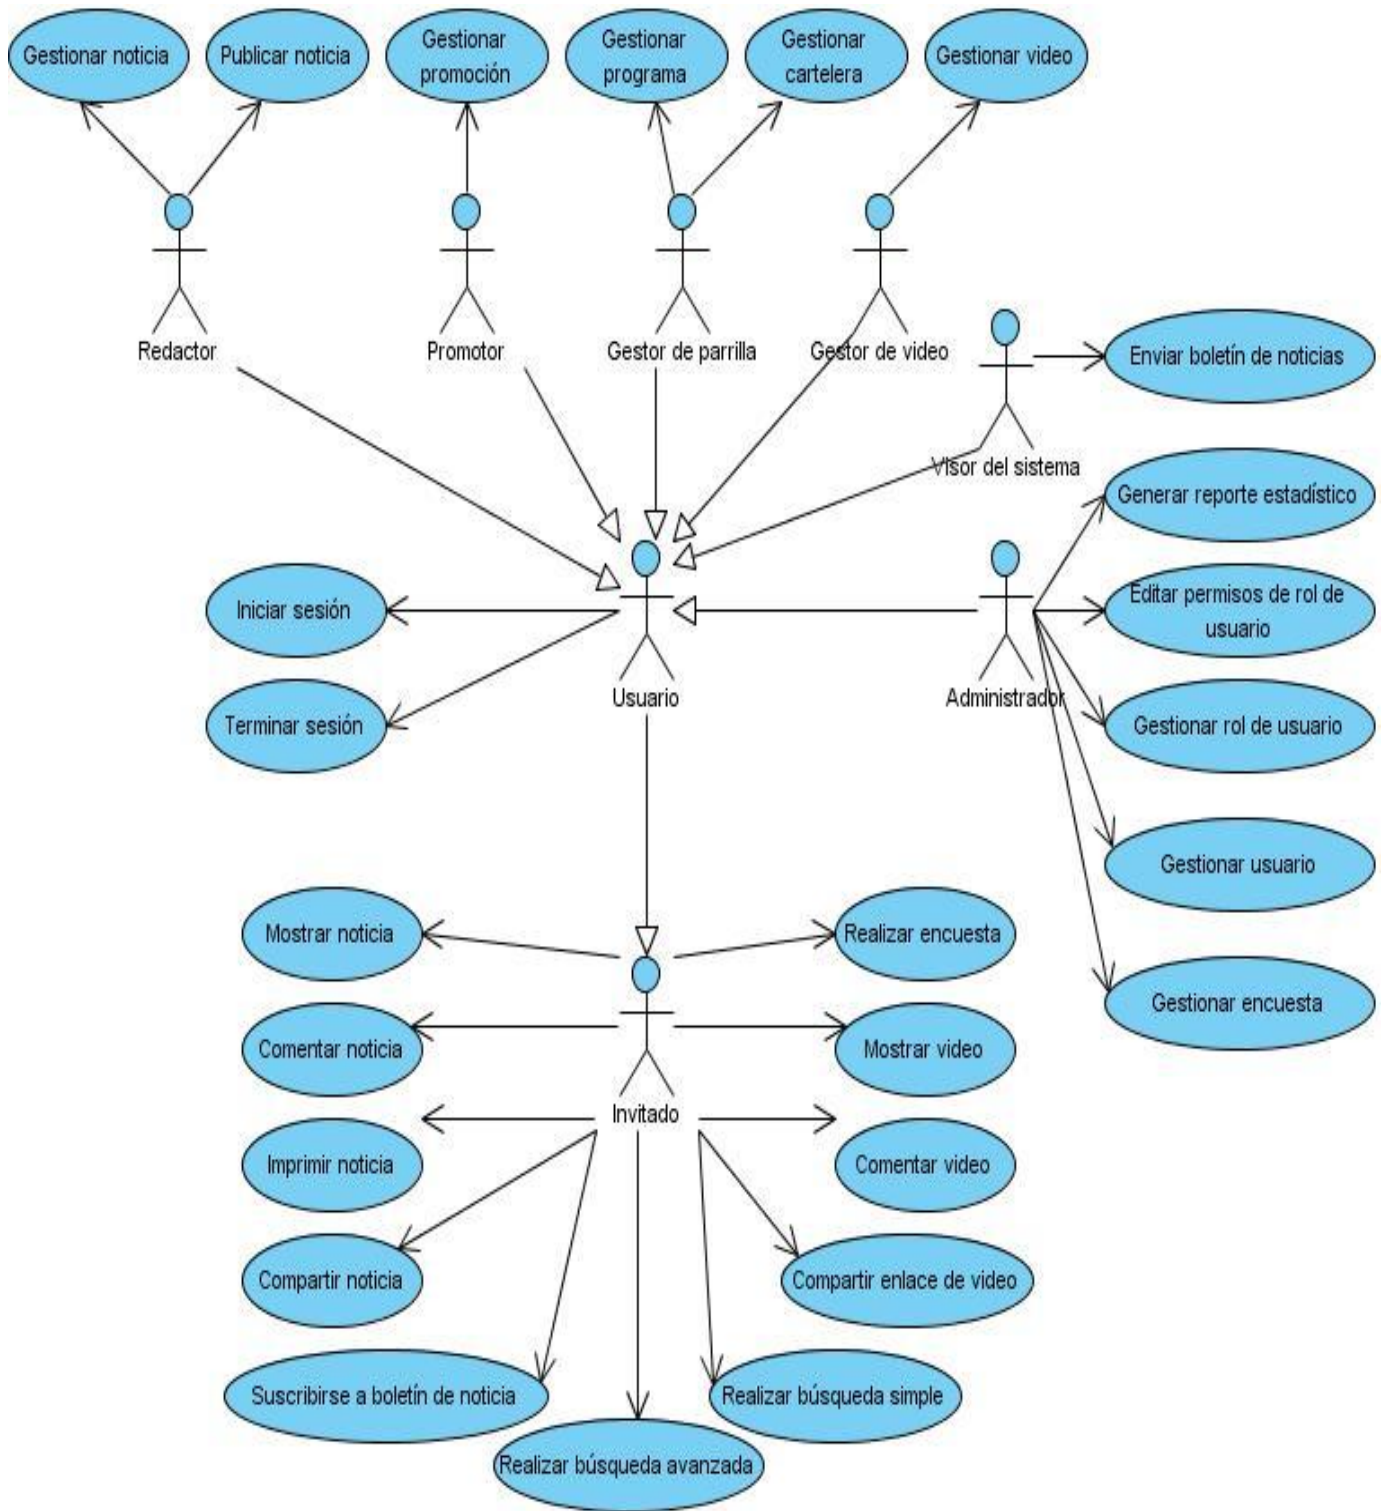 Gestionar noticia
Publicar noticia
Gestionar
promoción
Gestionar
programa
Gestionar
cartelera
Gestionar video
Redactor
Promotor
Gestor de parrilla
Gestor de video
Enviar boletín de noticias
Visor del sistema
Generar reporte estadístico
Iniciar sesión
Editar permisos de rol de
usuario
Usuario
Administrador
Terminar sesión
Gestionar rol de usuario
Gestionar usuario
Mostrar noticia
Realizar encuesta
Gestionar encuesta
Comentar noticia
Mostrar video
Invitado
Imprimir noticia
Comentar video
Compartir noticia
Compartir enlace de video
Suscribirse a boletín de noticia
Realizar búsqueda simple
Realizar búsqueda avanzada